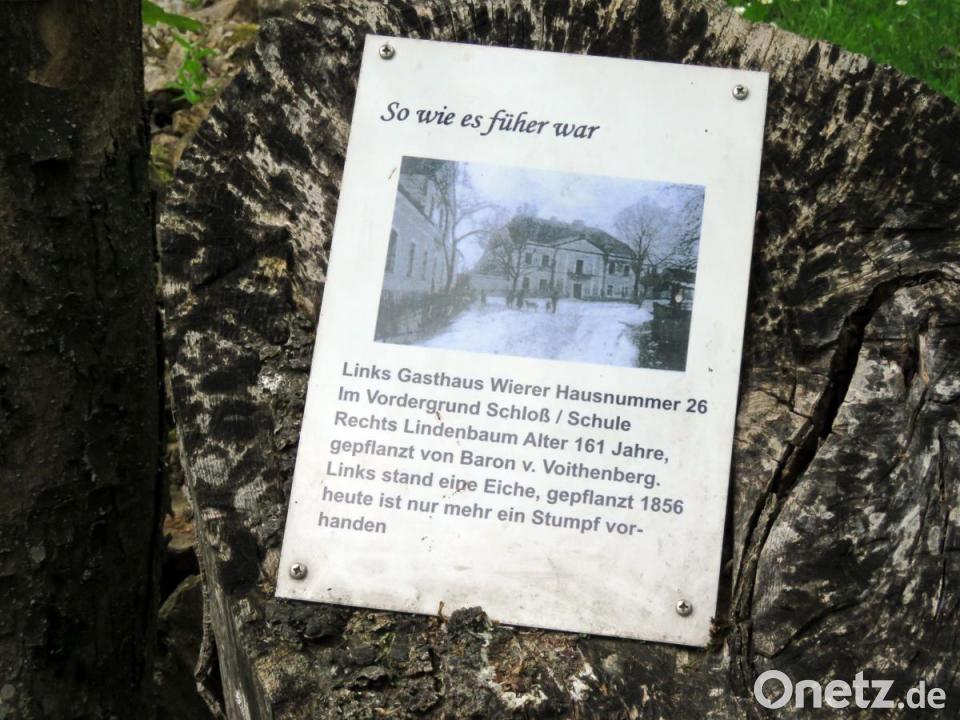 So wie es füher war
Links Gasthaus Wierer Hausnummer 26
Im Vordergrund Schloß / Schule
Rechts Lindenbaum Alter 161 Jahre,
gepflanzt von Baron v. Voithenberg.
Links stand eine Eiche, gepflanzt 1856
heute ist nur mehr ein Stumpf vor-
handen
Onetz.de